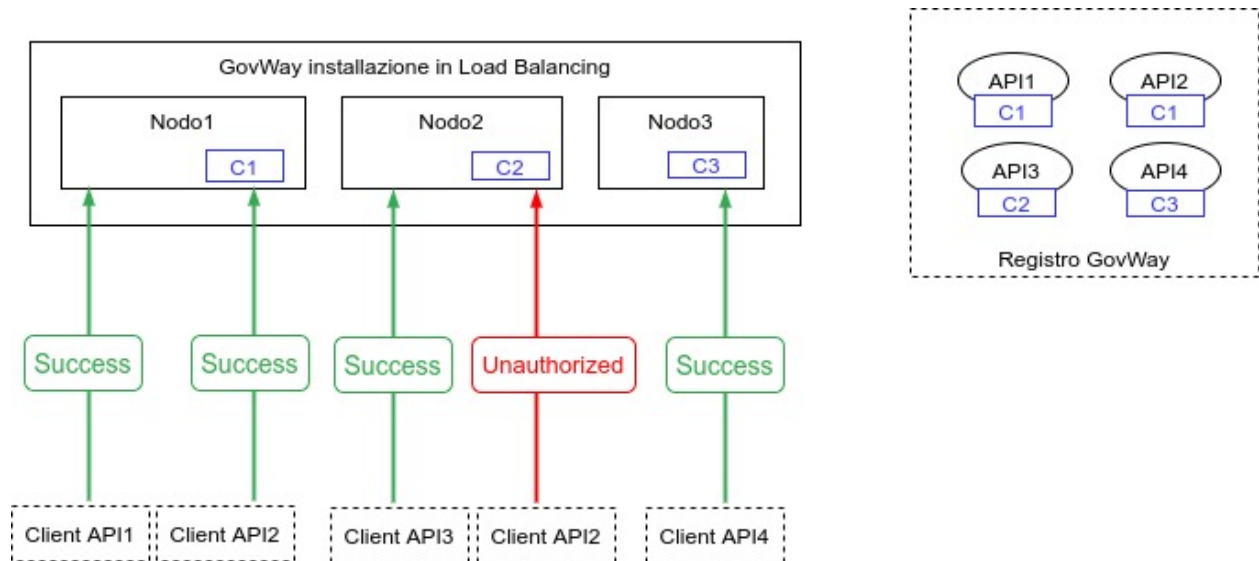 GovWay installazione in Load Balancing
Nodo1
C1
Nodo2
C2
Nodo3
C3
Success
Success
Success
Unauthorized
Success
Client API1
Client API2
Client API3
Client API2
Client API4
API1
C1
API2
C1
API3
C2
API4
C3
Registro GovWay